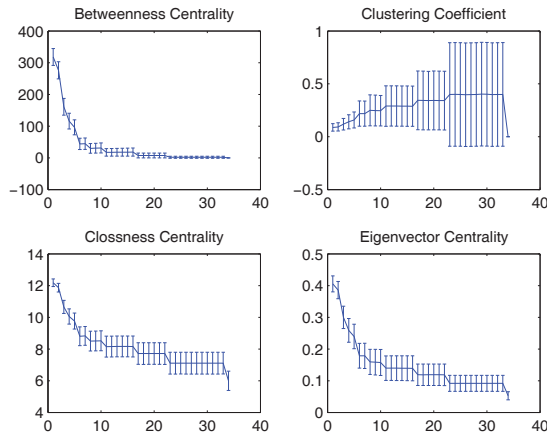 Betweenness Centrality
400
300
200
100
0
−100
0 10 20 30 40
Clustering Coefficient
1
0.5
0
−0.5
0 10 20 30 40
Clossness Centrality
14
12
10
8
6
4
0 10 20 30 40
Eigenvector Centrality
0.5
0.4
0.3
0.2
0.1
0
0 10 20 30 40